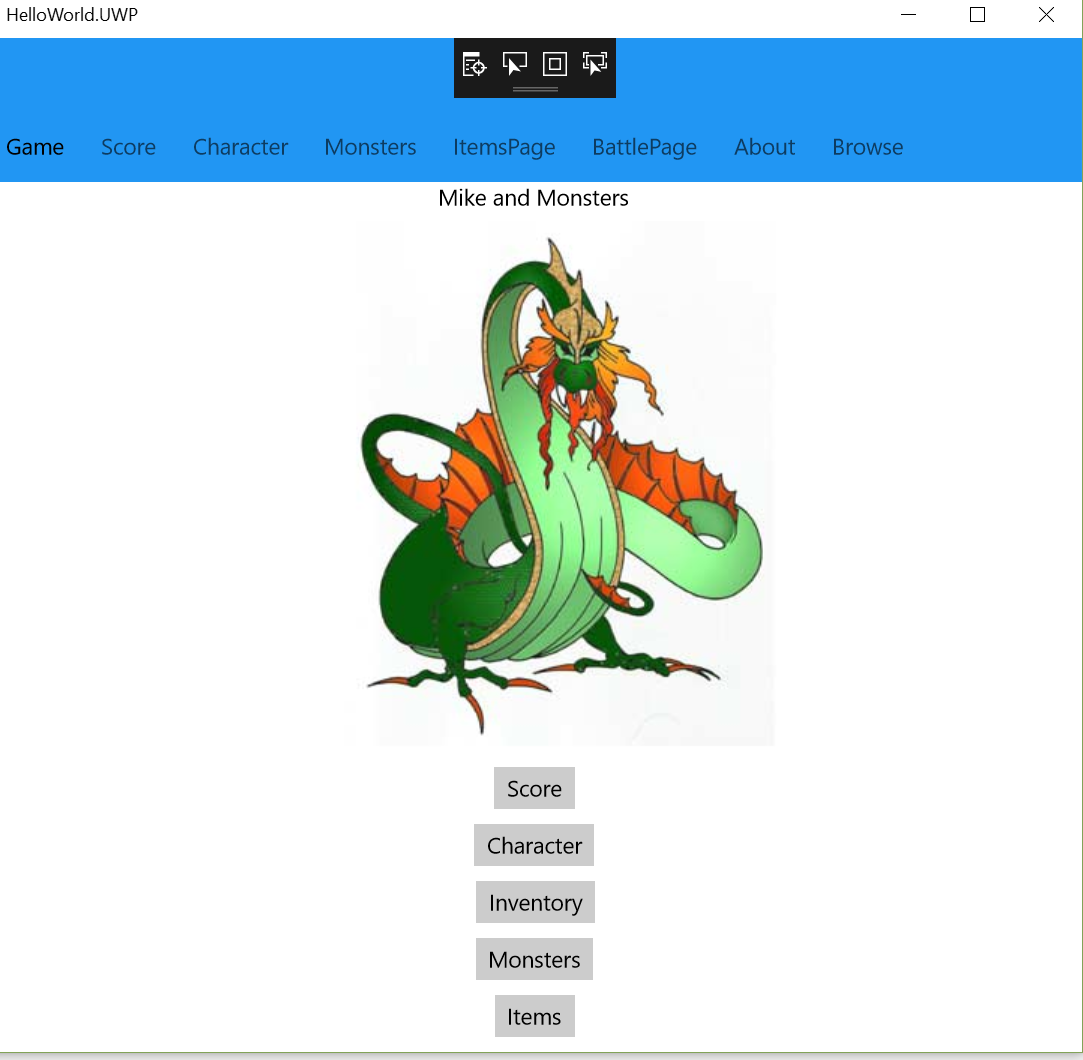 HelloWorld.UWP
Game Score Character Monsters ItemsPage BattlePage About Browse
Mike and Monsters
Score
Character
Inventory
Monsters
Items